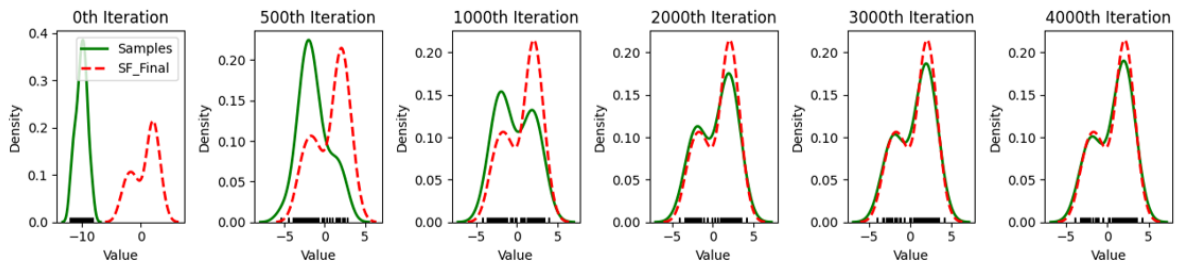 0th Iteration
500th Iteration
1000th Iteration
2000th Iteration
3000th Iteration
4000th Iteration
Samples
SF_Final
Density
0.4
0.3
0.2
0.1
0.0
−10
0
Value
Density
0.20
0.15
0.10
0.05
0.00
−5
0
5
Value
Density
0.20
0.15
0.10
0.05
0.00
−5
0
5
Value
Density
0.20
0.15
0.10
0.05
0.00
−5
0
5
Value
Density
0.20
0.15
0.10
0.05
0.00
−5
0
5
Value
Density
0.20
0.15
0.10
0.05
0.00
−5
0
5
Value